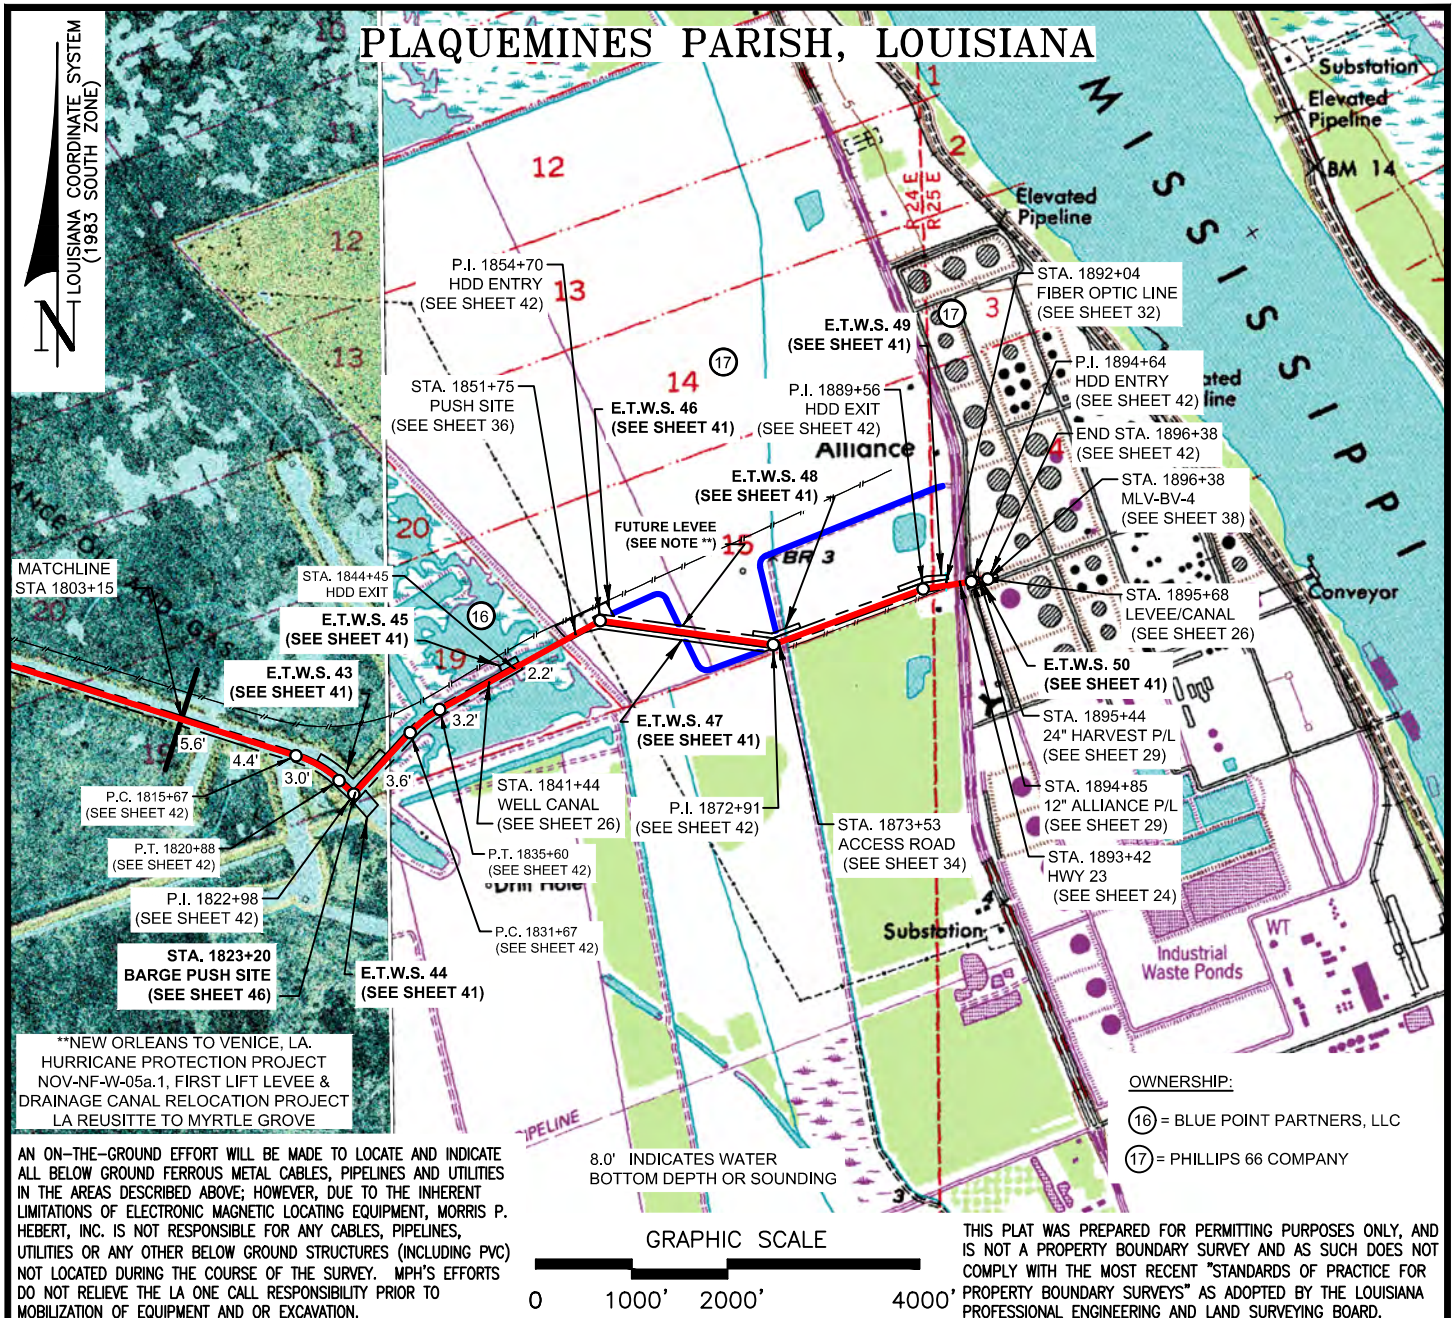 PLAQUEMINES PARISH, LOUISIANA
LOUISIANA COORDINATE SYSTEM
(1983 SOUTH ZONE)
N
MISSISSIPPI
Substation
Elevated
Pipeline
BM 14
Elevated
Pipeline
R24E
R25E
10
11
12
12
13
13
14
15
1
2
3
4
5
20
20
19
19
P.I. 1854+70
HDD ENTRY
(SEE SHEET 42)
STA. 1851+75
PUSH SITE
(SEE SHEET 36)
E.T.W.S. 46
(SEE SHEET 41)
17
E.T.W.S. 49
(SEE SHEET 41)
17
STA. 1892+04
FIBER OPTIC LINE
(SEE SHEET 32)
P.I. 1889+56
HDD EXIT
(SEE SHEET 42)
P.I. 1894+64
HDD ENTRY
(SEE SHEET 42)
ated
line
Alliance
E.T.W.S. 48
(SEE SHEET 41)
FUTURE LEVEE
(SEE NOTE **)
BR 3
END STA. 1896+38
(SEE SHEET 42)
STA. 1896+38
MLV-BV-4
(SEE SHEET 38)
ANCE OIL AND GAS
MATCHLINE
STA 1803+15
STA. 1844+45
HDD EXIT
16
E.T.W.S. 45
(SEE SHEET 41)
E.T.W.S. 43
(SEE SHEET 41)
5.6'
4.4'
3.0'
3.6'
3.2'
2.2'
STA. 1895+68
LEVEE/CANAL
(SEE SHEET 26)
Conveyor
E.T.W.S. 50
(SEE SHEET 41)
E.T.W.S. 47
(SEE SHEET 41)
STA. 1895+44
24" HARVEST P/L
(SEE SHEET 29)
STA. 1894+85
12" ALLIANCE P/L
(SEE SHEET 29)
STA. 1893+42
HWY 23
(SEE SHEET 24)
P.C. 1815+67
(SEE SHEET 42)
P.T. 1820+88
(SEE SHEET 42)
P.I. 1822+98
(SEE SHEET 42)
STA. 1823+20
BARGE PUSH SITE
(SEE SHEET 46)
E.T.W.S. 44
(SEE SHEET 41)
STA. 1841+44
WELL CANAL
(SEE SHEET 26)
P.T. 1835+60
(SEE SHEET 42)
Drill Hole
P.C. 1831+67
(SEE SHEET 42)
P.I. 1872+91
(SEE SHEET 42)
STA. 1873+53
ACCESS ROAD
(SEE SHEET 34)
4
Substation
Industrial
Waste Ponds
WT
PIPELINE
3
**NEW ORLEANS TO VENICE, LA.
HURRICANE PROTECTION PROJECT
NOV-NF-W-05a.1, FIRST LIFT LEVEE &
DRAINAGE CANAL RELOCATION PROJECT
LA REUSITTE TO MYRTLE GROVE
OWNERSHIP:
16 = BLUE POINT PARTNERS, LLC
17 = PHILLIPS 66 COMPANY
8.0' INDICATES WATER
BOTTOM DEPTH OR SOUNDING
AN ON-THE-GROUND EFFORT WILL BE MADE TO LOCATE AND INDICATE
ALL BELOW GROUND FERROUS METAL CABLES, PIPELINES AND UTILITIES
IN THE AREAS DESCRIBED ABOVE; HOWEVER, DUE TO THE INHERENT
LIMITATIONS OF ELECTRONIC MAGNETIC LOCATING EQUIPMENT, MORRIS P.
HEBERT, INC. IS NOT RESPONSIBLE FOR ANY CABLES, PIPELINES,
UTILITIES OR ANY OTHER BELOW GROUND STRUCTURES (INCLUDING PVC)
NOT LOCATED DURING THE COURSE OF THE SURVEY. MPH'S EFFORTS
DO NOT RELIEVE THE LA ONE CALL RESPONSIBILITY PRIOR TO
MOBILIZATION OF EQUIPMENT AND OR EXCAVATION.
GRAPHIC SCALE
0 1000' 2000' 4000'
THIS PLAT WAS PREPARED FOR PERMITTING PURPOSES ONLY, AND
IS NOT A PROPERTY BOUNDARY SURVEY AND AS SUCH DOES NOT
COMPLY WITH THE MOST RECENT "STANDARDS OF PRACTICE FOR
PROPERTY BOUNDARY SURVEYS" AS ADOPTED BY THE LOUISIANA
PROFESSIONAL ENGINEERING AND LAND SURVEYING BOARD.